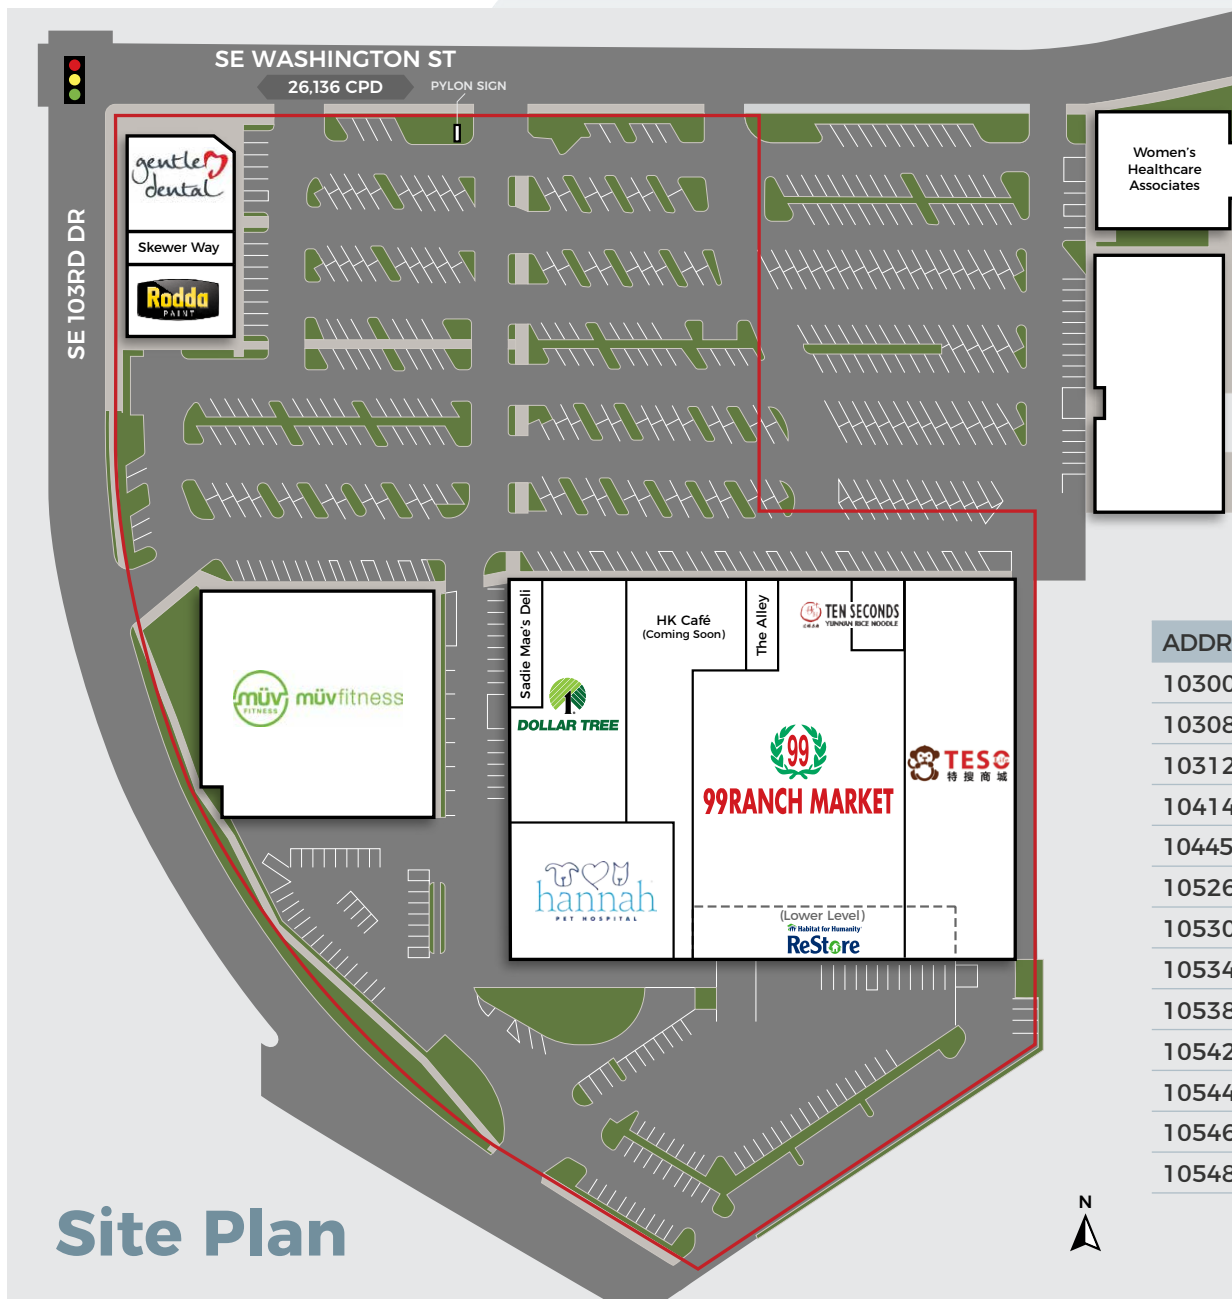 SE WASHINGTON ST
26,136 CPD
PYLON SIGN
SE 103RD DR
gentle
dental
Skewer Way
Rodda
PAINT
Women's
Healthcare
Associates
müv
FITNESS
müvfitness
Sadie Mae's Deli
DOLLAR TREE
HK Café
(Coming Soon)
The Alley
TEN SECONDS
YUNNAN RICE NOODLE
99
99RANCH MARKET
TESO
Life
特搜商城
hannah
PET HOSPITAL
(Lower Level)
Habitat for Humanity
ReStore
ADDR
10300
10308
10312
10414
10445
10526
10530
10534
10538
10542
10544
10546
10548
N
Site Plan